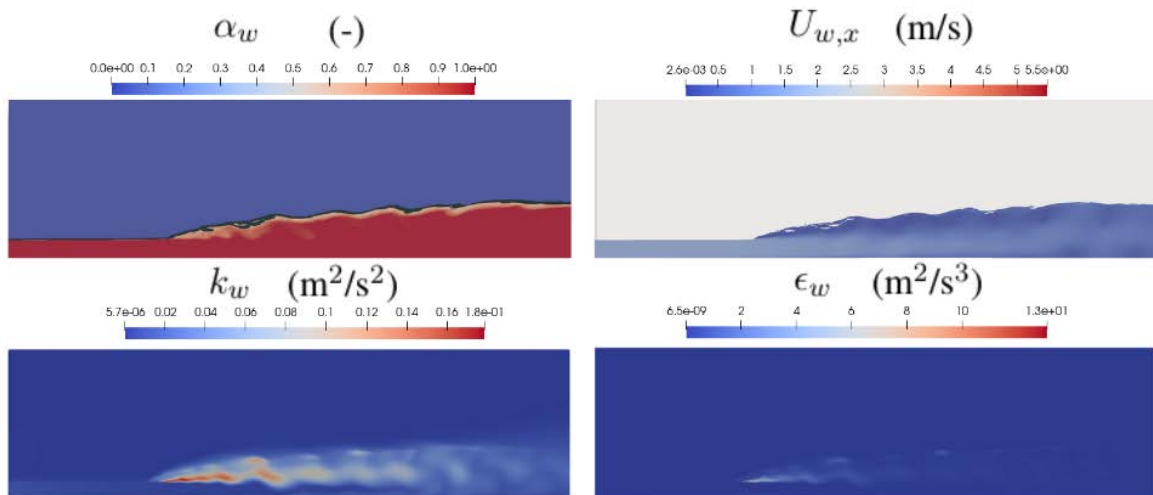 α_w (-)
0.0e+00 0.1 0.2 0.3 0.4 0.5 0.6 0.7 0.8 0.9 1.0e+00
U_{w,x} (m/s)
2.6e-03 0.5 1 1.5 2 2.5 3 3.5 4 4.5 5 5.5e+00
k_w (m²/s²)
5.7e-06 0.02 0.04 0.06 0.08 0.1 0.12 0.14 0.16 1.8e-01
ϵ_w (m²/s³)
6.5e-09 2 4 6 8 10 1.3e+01